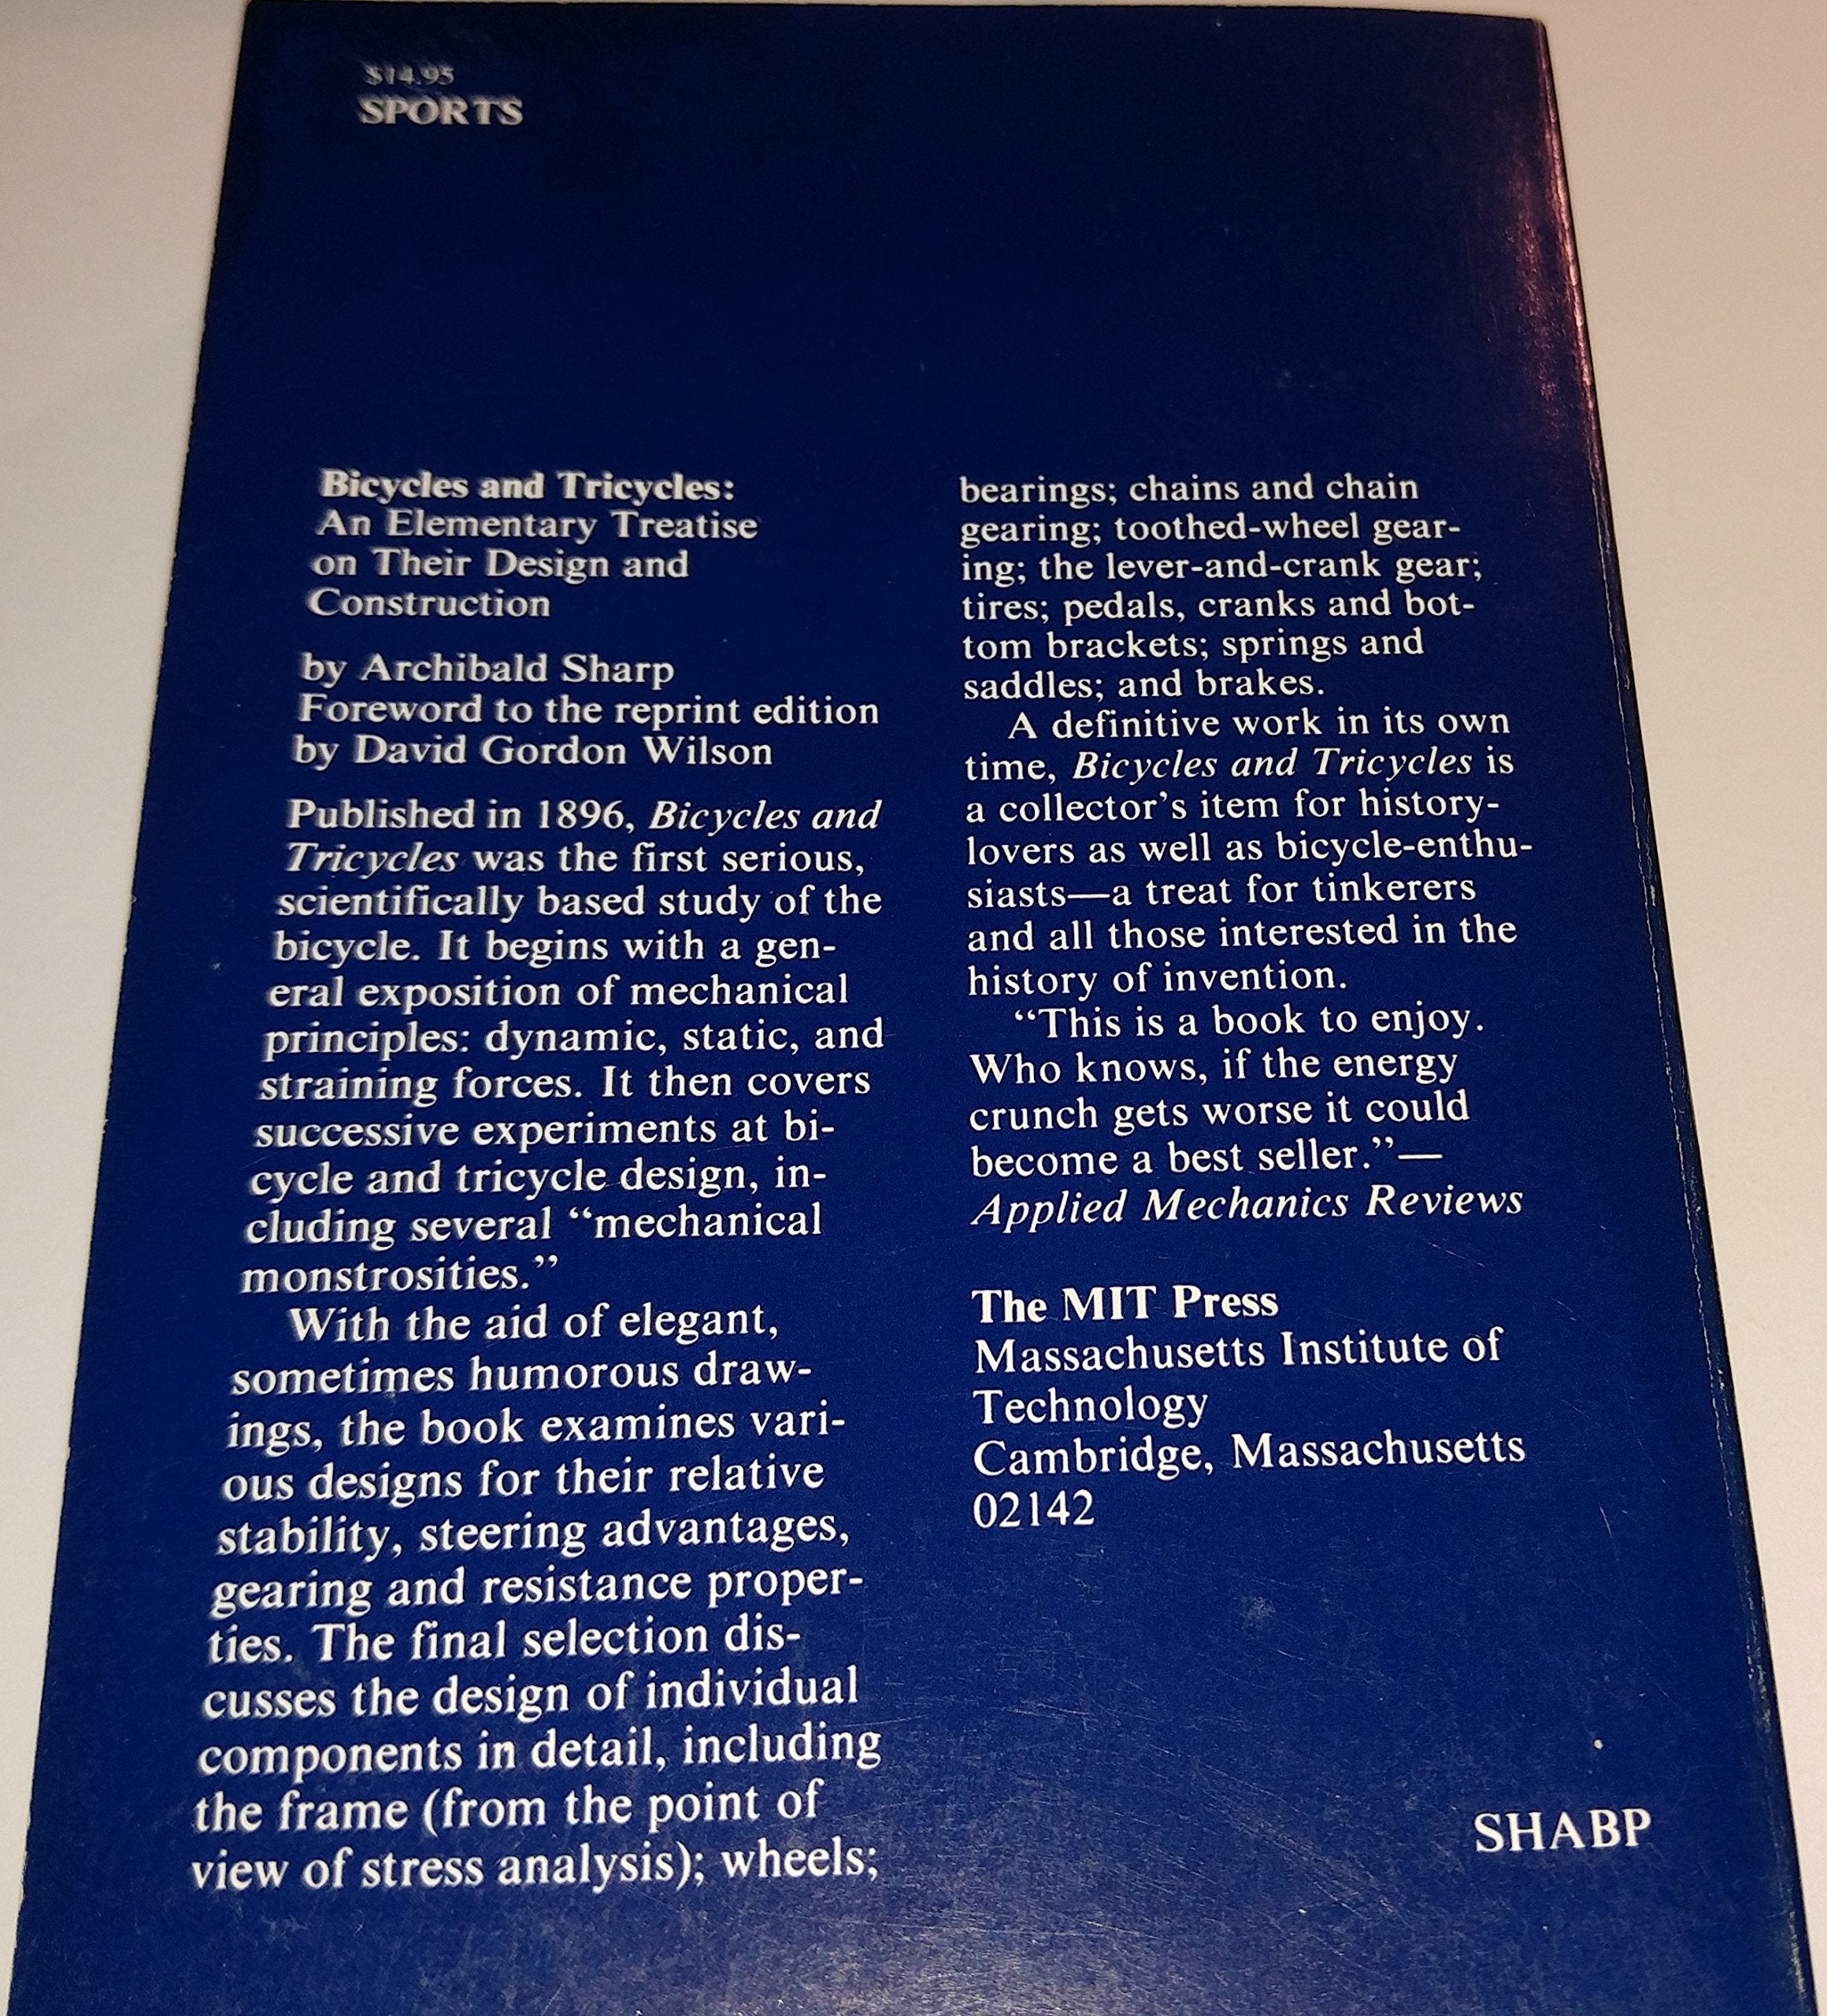 $14.95
SPORTS
Bicycles and Tricycles:
An Elementary Treatise
on Their Design and
Construction
by Archibald Sharp
Foreword to the reprint edition
by David Gordon Wilson
Published in 1896, Bicycles and
Tricycles was the first serious,
scientifically based study of the
bicycle. It begins with a gen-
eral exposition of mechanical
principles: dynamic, static, and
straining forces. It then covers
successive experiments at bi-
cycle and tricycle design, in-
cluding several “mechanical
monstrosities.”
With the aid of elegant,
sometimes humorous draw-
ings, the book examines vari-
ous designs for their relative
stability, steering advantages,
gearing and resistance proper-
ties. The final selection dis-
cusses the design of individual
components in detail, including
the frame (from the point of
view of stress analysis); wheels;
bearings; chains and chain
gearing; toothed-wheel gear-
ing; the lever-and-crank gear;
tires; pedals, cranks and bot-
tom brackets; springs and
saddles; and brakes.
A definitive work in its own
time, Bicycles and Tricycles is
a collector’s item for history-
lovers as well as bicycle-enthu-
siasts—a treat for tinkerers
and all those interested in the
history of invention.
“This is a book to enjoy.
Who knows, if the energy
crunch gets worse it could
become a best seller.”—
Applied Mechanics Reviews
The MIT Press
Massachusetts Institute of
Technology
Cambridge, Massachusetts
02142
SHABP